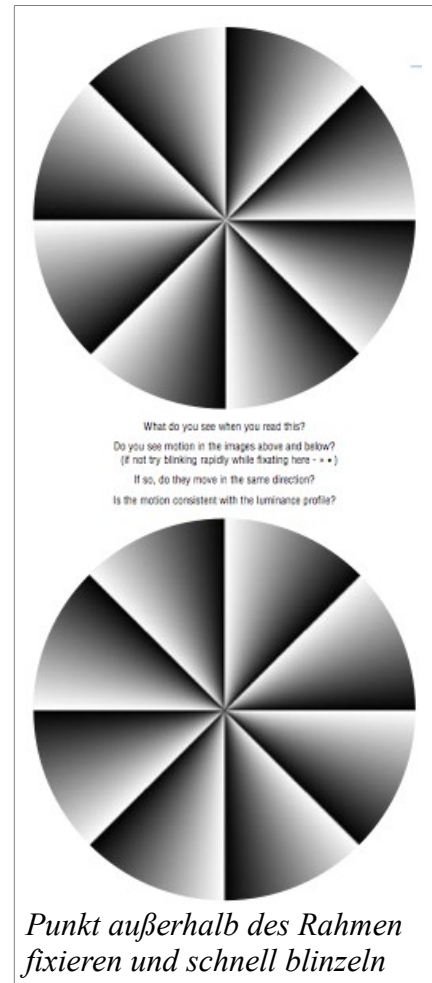 What do you see when you read this?
Do you see motion in the images above and below?
(if not try blinking rapidly while fixating here - » • )
If so, do they move in the same direction?
Is the motion consistent with the luminance profile?
Punkt außerhalb des Rahmen
fixieren und schnell blinzeln